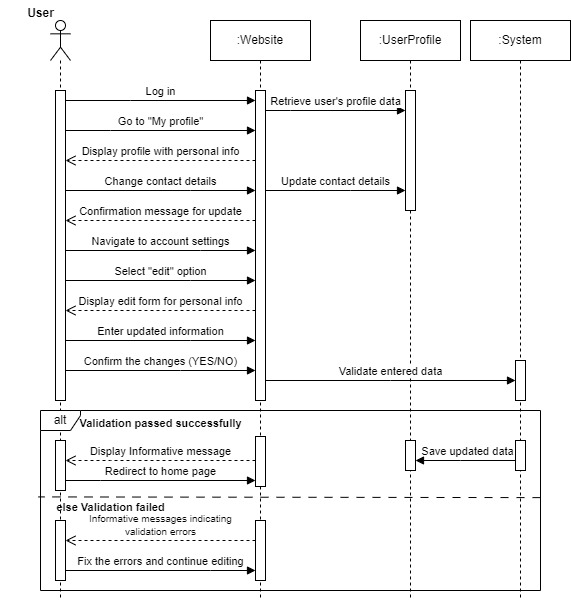 User
:Website
:UserProfile
:System
Log in
Retrieve user's profile data
Go to "My profile"
Display profile with personal info
Change contact details
Update contact details
Confirmation message for update
Navigate to account settings
Select "edit" option
Display edit form for personal info
Enter updated information
Confirm the changes (YES/NO)
Validate entered data
alt
Validation passed successfully
Display Informative message
Save updated data
Redirect to home page
else Validation failed
Informative messages indicating
validation errors
Fix the errors and continue editing